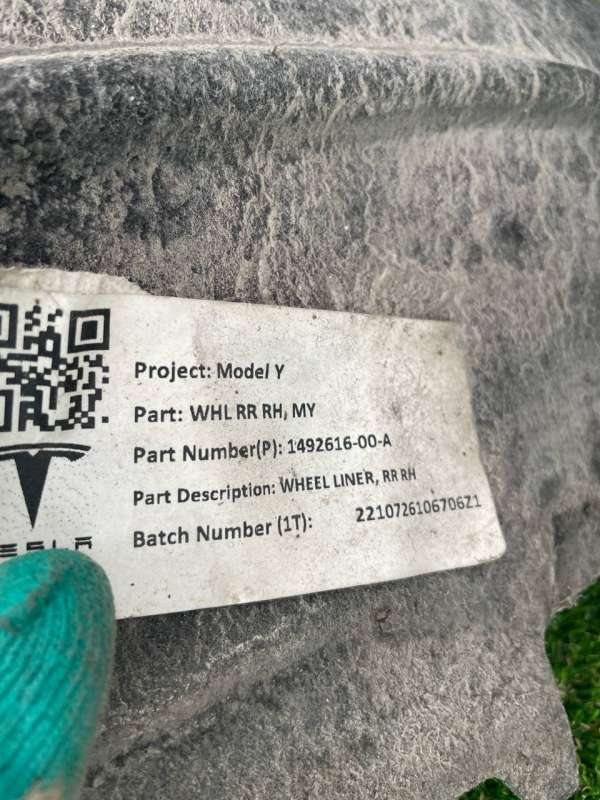 Project: Model Y
Part: WHL RR RH, MY
Part Number(P): 1492616-00-A
Part Description: WHEEL LINER, RR RH
Batch Number (1T): 2210726106706Z1